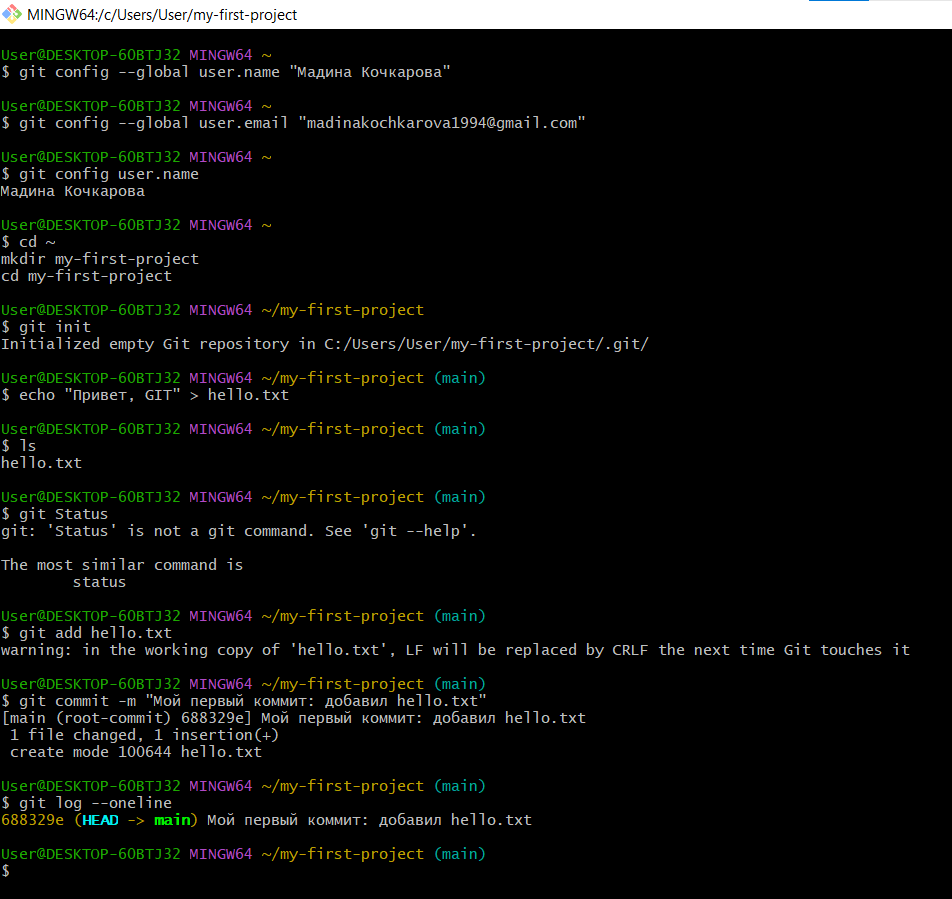 MINGW64:/c/Users/User/my-first-project
User@DESKTOP-6OBTJ32 MINGW64 ~
$ git config --global user.name "Мадина Кочкарова"
User@DESKTOP-6OBTJ32 MINGW64 ~
$ git config --global user.email "madinakochkarova1994@gmail.com"
User@DESKTOP-6OBTJ32 MINGW64 ~
$ git config user.name
Мадина Кочкарова
User@DESKTOP-6OBTJ32 MINGW64 ~
$ cd ~
mkdir my-first-project
cd my-first-project
User@DESKTOP-6OBTJ32 MINGW64 ~/my-first-project
$ git init
Initialized empty Git repository in C:/Users/User/my-first-project/.git/
User@DESKTOP-6OBTJ32 MINGW64 ~/my-first-project (main)
$ echo "Привет, GIT" > hello.txt
User@DESKTOP-6OBTJ32 MINGW64 ~/my-first-project (main)
$ ls
hello.txt
User@DESKTOP-6OBTJ32 MINGW64 ~/my-first-project (main)
$ git Status
git: 'Status' is not a git command. See 'git --help'.
The most similar command is
status
User@DESKTOP-6OBTJ32 MINGW64 ~/my-first-project (main)
$ git add hello.txt
warning: in the working copy of 'hello.txt', LF will be replaced by CRLF the next time Git touches it
User@DESKTOP-6OBTJ32 MINGW64 ~/my-first-project (main)
$ git commit -m "Мой первый коммит: добавил hello.txt"
[main (root-commit) 688329e] Мой первый коммит: добавил hello.txt
1 file changed, 1 insertion(+)
create mode 100644 hello.txt
User@DESKTOP-6OBTJ32 MINGW64 ~/my-first-project (main)
$ git log --oneline
688329e (HEAD -> main) Мой первый коммит: добавил hello.txt
User@DESKTOP-6OBTJ32 MINGW64 ~/my-first-project (main)
$